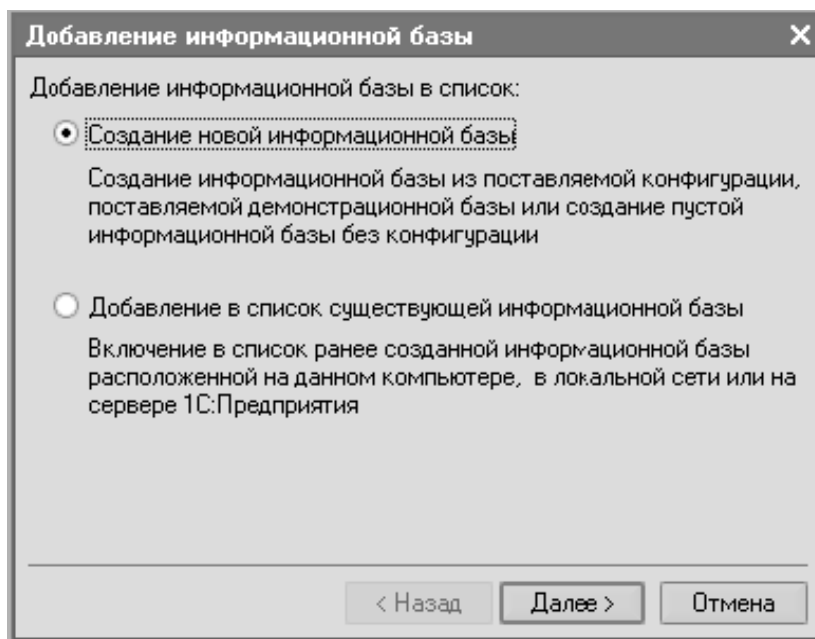 Добавление информационной базы
Добавление информационной базы в список:
Создание новой информационной базы
Создание информационной базы из поставляемой конфигурации,
поставляемой демонстрационной базы или создание пустой
информационной базы без конфигурации
Добавление в список существующей информационной базы
Включение в список ранее созданной информационной базы
расположенной на данном компьютере, в локальной сети или на
сервере 1С:Предприятия
< Назад
Далее >
Отмена